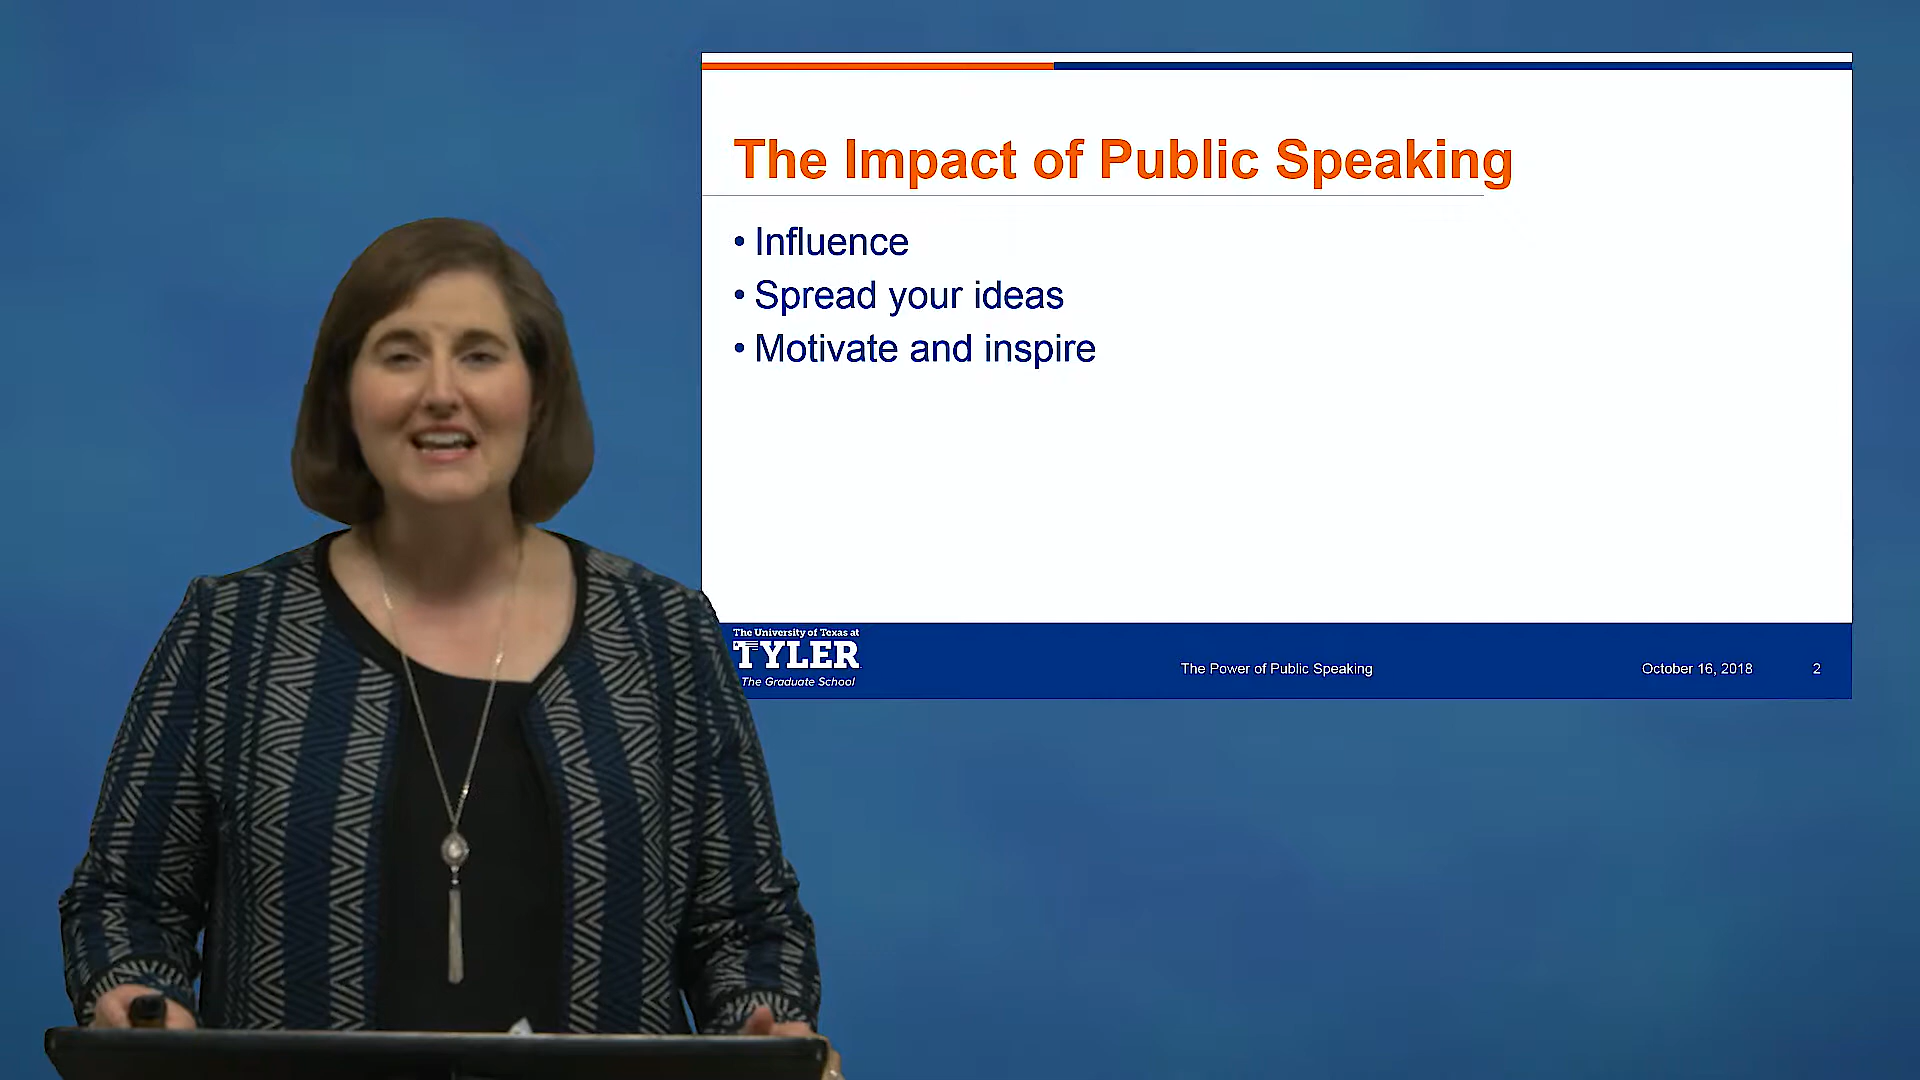 The Impact of Public Speaking
• Influence
• Spread your ideas
• Motivate and inspire
The University of Texas at
TYLER
The Graduate School
The Power of Public Speaking
October 16, 2018
2